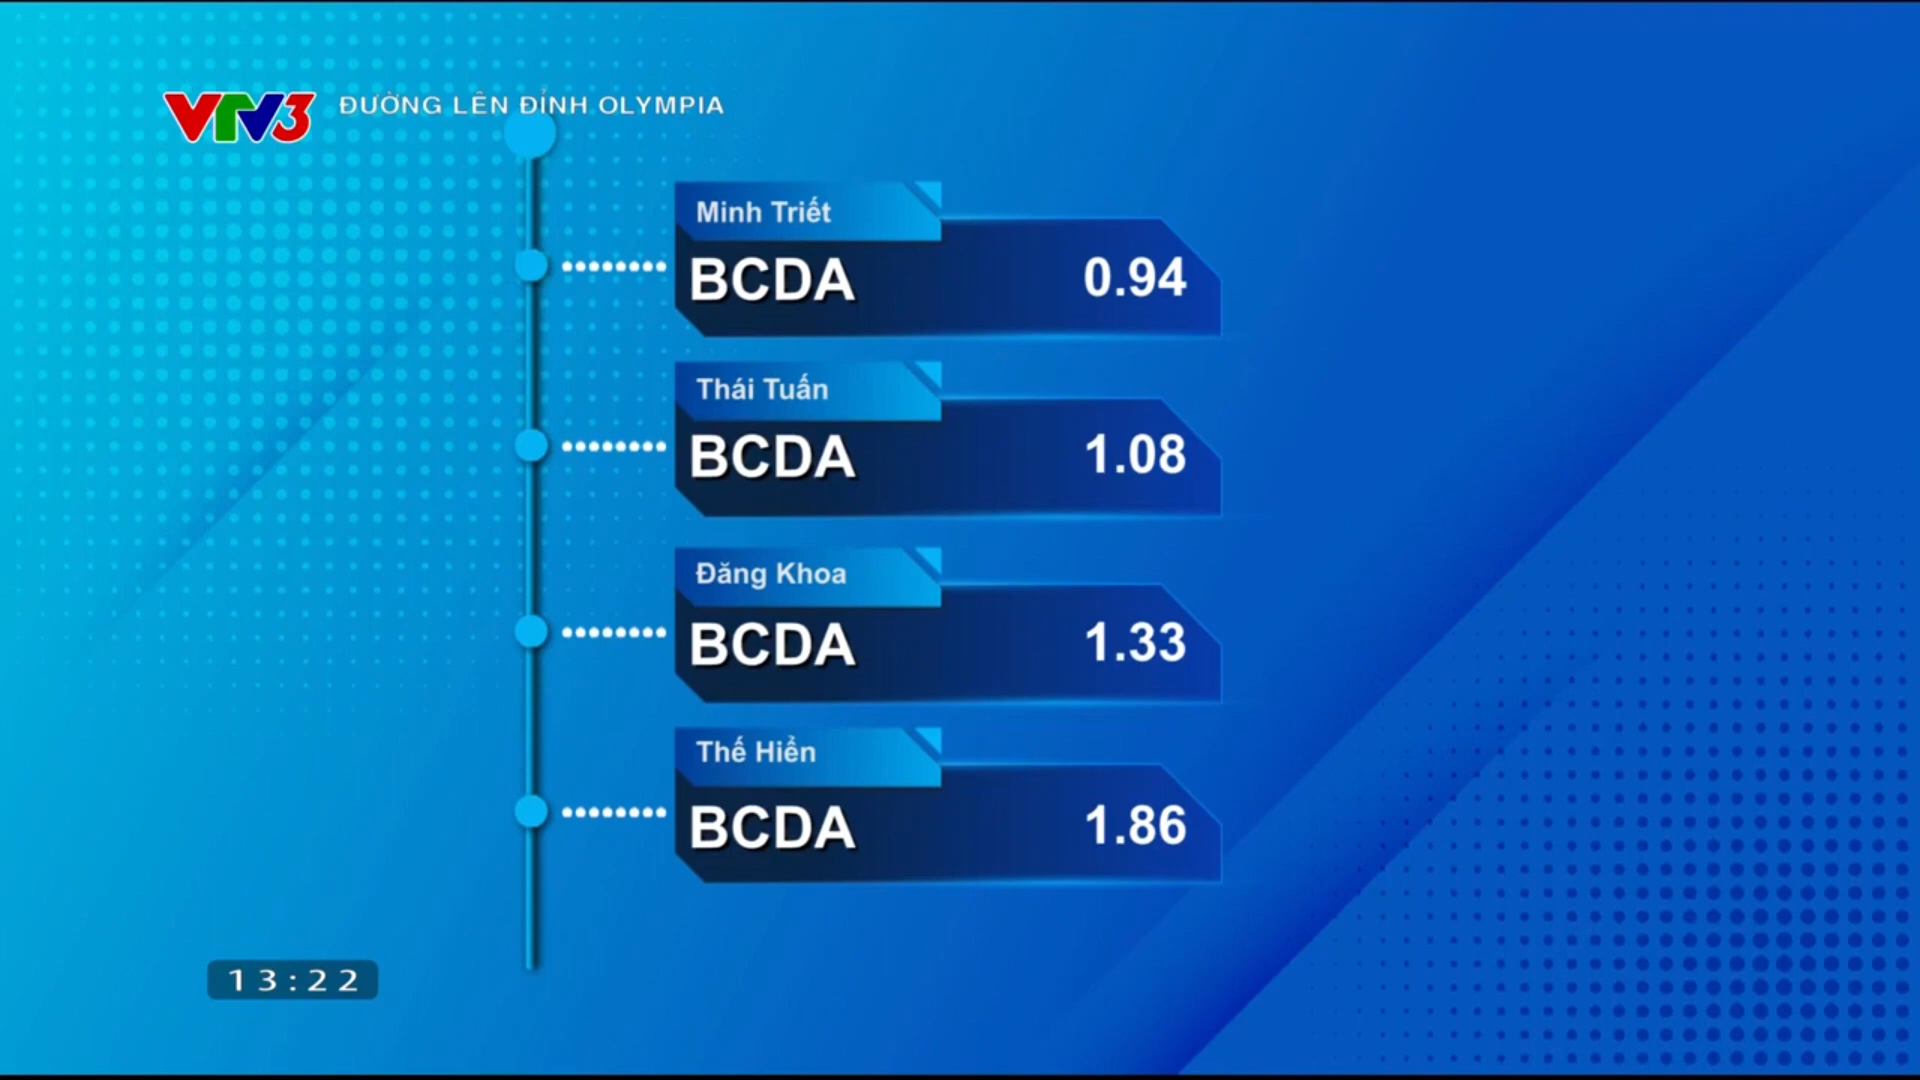 VTV3 ĐƯỜNG LÊN ĐỈNH OLYMPIA
Minh Triết
BCDA 0.94
Thái Tuấn
BCDA 1.08
Đăng Khoa
BCDA 1.33
Thế Hiển
BCDA 1.86
13:22